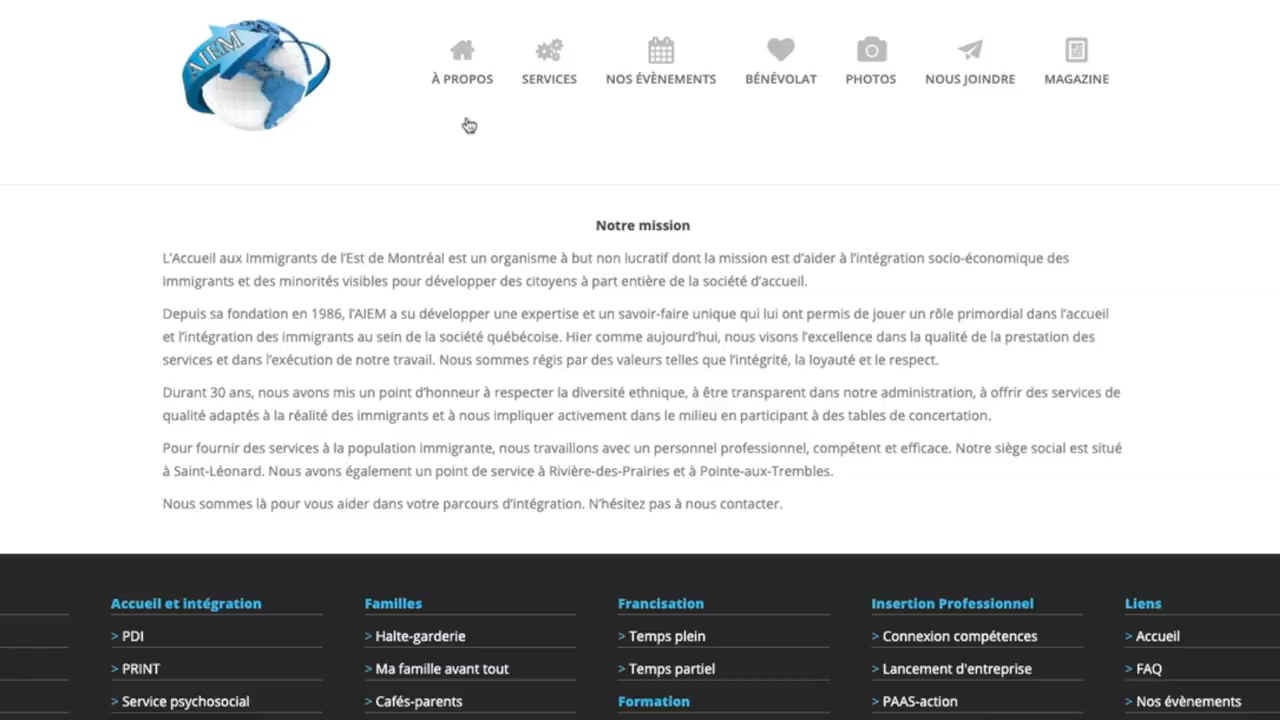 AIEM
À PROPOS
SERVICES
NOS ÉVÈNEMENTS
BÉNÉVOLAT
PHOTOS
NOUS JOINDRE
MAGAZINE
Notre mission
L'Accueil aux Immigrants de l'Est de Montréal est un organisme à but non lucratif dont la mission est d'aider à l'intégration socio-économique des
immigrants et des minorités visibles pour développer des citoyens à part entière de la société d'accueil.
Depuis sa fondation en 1986, l'AIEM a su développer une expertise et un savoir-faire unique qui lui ont permis de jouer un rôle primordial dans l'accueil
et l'intégration des immigrants au sein de la société québécoise. Hier comme aujourd'hui, nous visons l'excellence dans la qualité de la prestation des
services et dans l'exécution de notre travail. Nous sommes régis par des valeurs telles que l'intégrité, la loyauté et le respect.
Durant 30 ans, nous avons mis un point d'honneur à respecter la diversité ethnique, à être transparent dans notre administration, à offrir des services de
qualité adaptés à la réalité des immigrants et à nous impliquer activement dans le milieu en participant à des tables de concertation.
Pour fournir des services à la population immigrante, nous travaillons avec un personnel professionnel, compétent et efficace. Notre siège social est situé
à Saint-Léonard. Nous avons également un point de service à Rivière-des-Prairies et à Pointe-aux-Trembles.
Nous sommes là pour vous aider dans votre parcours d'intégration. N'hésitez pas à nous contacter.
Accueil et intégration
> PDI
> PRINT
> Service psychosocial
Familles
> Halte-garderie
> Ma famille avant tout
> Cafés-parents
Francisation
> Temps plein
> Temps partiel
Formation
Insertion Professionnel
> Connexion compétences
> Lancement d'entreprise
> PAAS-action
Liens
> Accueil
> FAQ
> Nos évènements